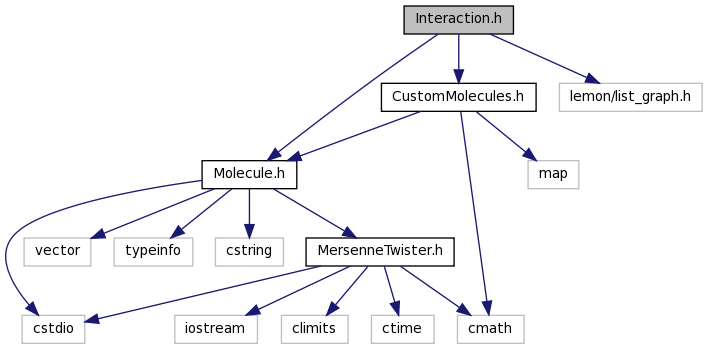 Interaction.h
CustomMolecules.h
lemon/list_graph.h
Molecule.h
map
vector
typeinfo
cstring
MersenneTwister.h
cstdio
iostream
climits
ctime
cmath